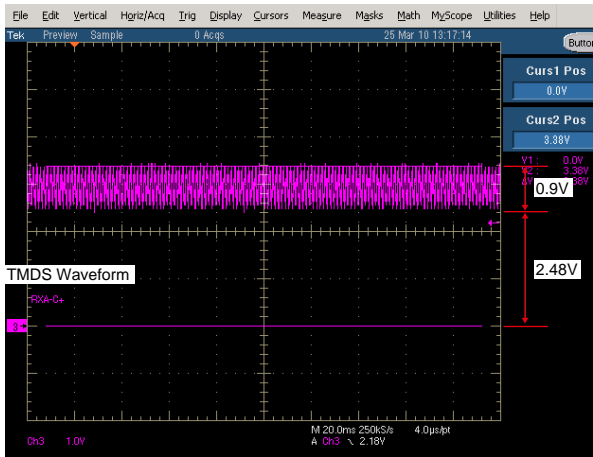 File Edit Vertical Horiz/Acq Trig Display Cursors Measure Masks Math MyScope Utilities Help
Tek Preview Sample 0 Acqs 25 Mar 10 13:17:14
Curs1 Pos
0.0V
Curs2 Pos
3.38V
V1 : 0.0V
3.38V
0.9V
2.48V
TMDS Waveform
RXA-C+
3
M 20.0ms 250kS/s 4.0µs/pt
Ch3 1.0V A Ch3 2.18V